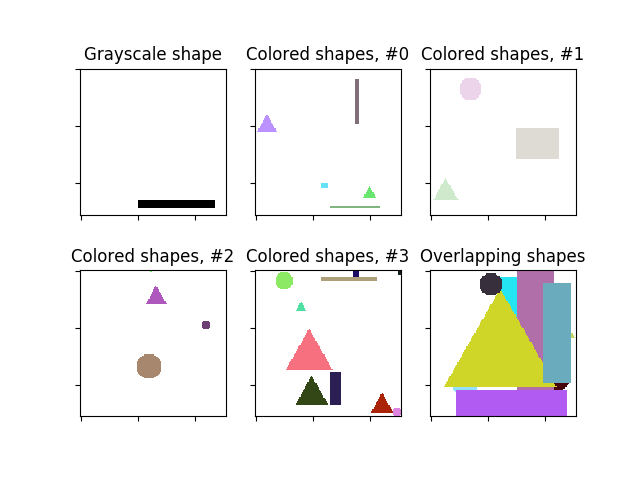 Grayscale shape
Colored shapes, #0
Colored shapes, #1
Colored shapes, #2
Colored shapes, #3
Overlapping shapes